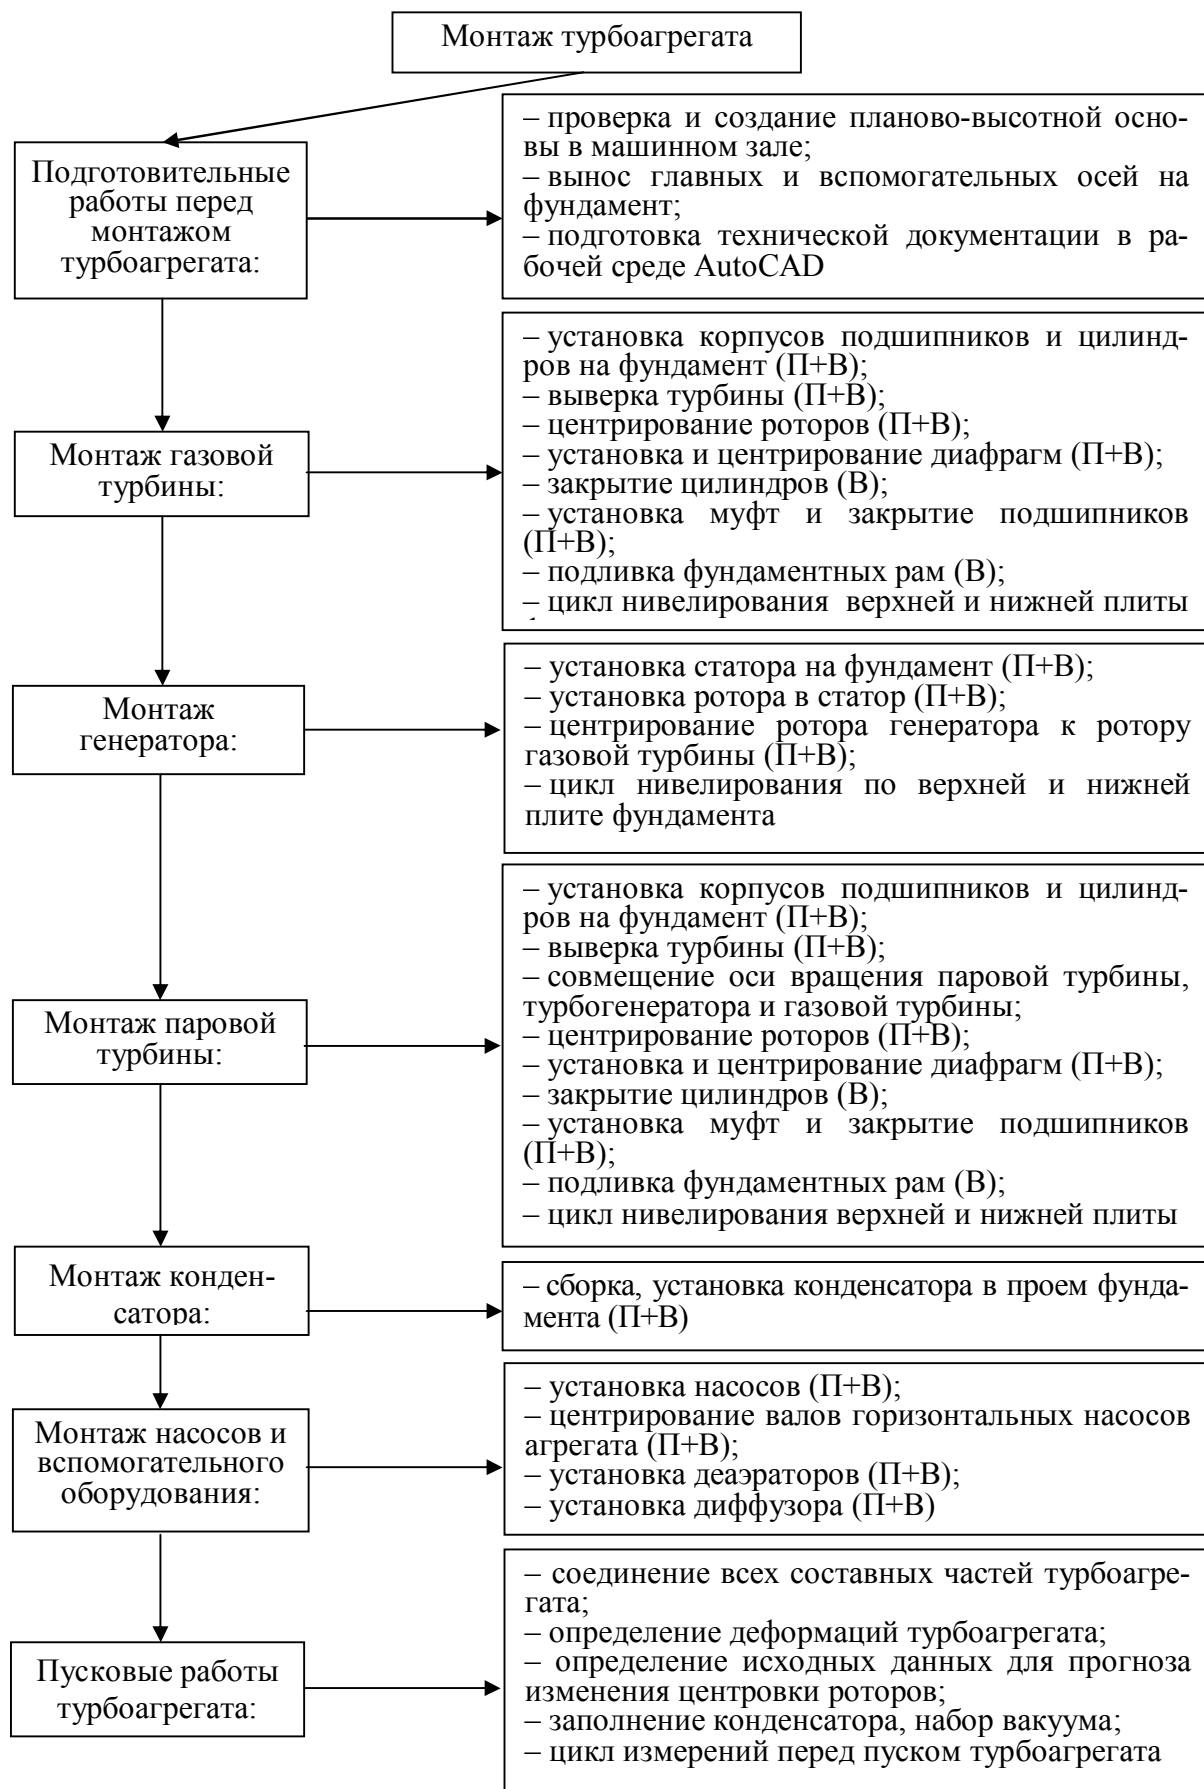 Монтаж турбоагрегата
Подготовительные
работы перед
монтажом
турбоагрегата:
– проверка и создание планово-высотной осно-
вы в машинном зале;
– вынос главных и вспомогательных осей на
фундамент;
– подготовка технической документации в ра-
бочей среде AutoCAD
Монтаж газовой
турбины:
– установка корпусов подшипников и цилинд-
ров на фундамент (П+В);
– выверка турбины (П+В);
– центрирование роторов (П+В);
– установка и центрирование диафрагм (П+В);
– закрытие цилиндров (В);
– установка муфт и закрытие подшипников
(П+В);
– подливка фундаментных рам (В);
– цикл нивелирования верхней и нижней плиты
Монтаж
генератора:
– установка статора на фундамент (П+В);
– установка ротора в статор (П+В);
– центрирование ротора генератора к ротору
газовой турбины (П+В);
– цикл нивелирования по верхней и нижней
плите фундамента
Монтаж паровой
турбины:
– установка корпусов подшипников и цилинд-
ров на фундамент (П+В);
– выверка турбины (П+В);
– совмещение оси вращения паровой турбины,
турбогенератора и газовой турбины;
– центрирование роторов (П+В);
– установка и центрирование диафрагм (П+В);
– закрытие цилиндров (В);
– установка муфт и закрытие подшипников
(П+В);
– подливка фундаментных рам (В);
– цикл нивелирования верхней и нижней плиты
Монтаж конден-
сатора:
– сборка, установка конденсатора в проем фунда-
мента (П+В)
Монтаж насосов и
вспомогательного
оборудования:
– установка насосов (П+В);
– центрирование валов горизонтальных насосов
агрегата (П+В);
– установка деаэраторов (П+В);
– установка диффузора (П+В)
Пусковые работы
турбоагрегата:
– соединение всех составных частей турбоагре-
гата;
– определение деформаций турбоагрегата;
– определение исходных данных для прогноза
изменения центровки роторов;
– заполнение конденсатора, набор вакуума;
– цикл измерений перед пуском турбоагрегата